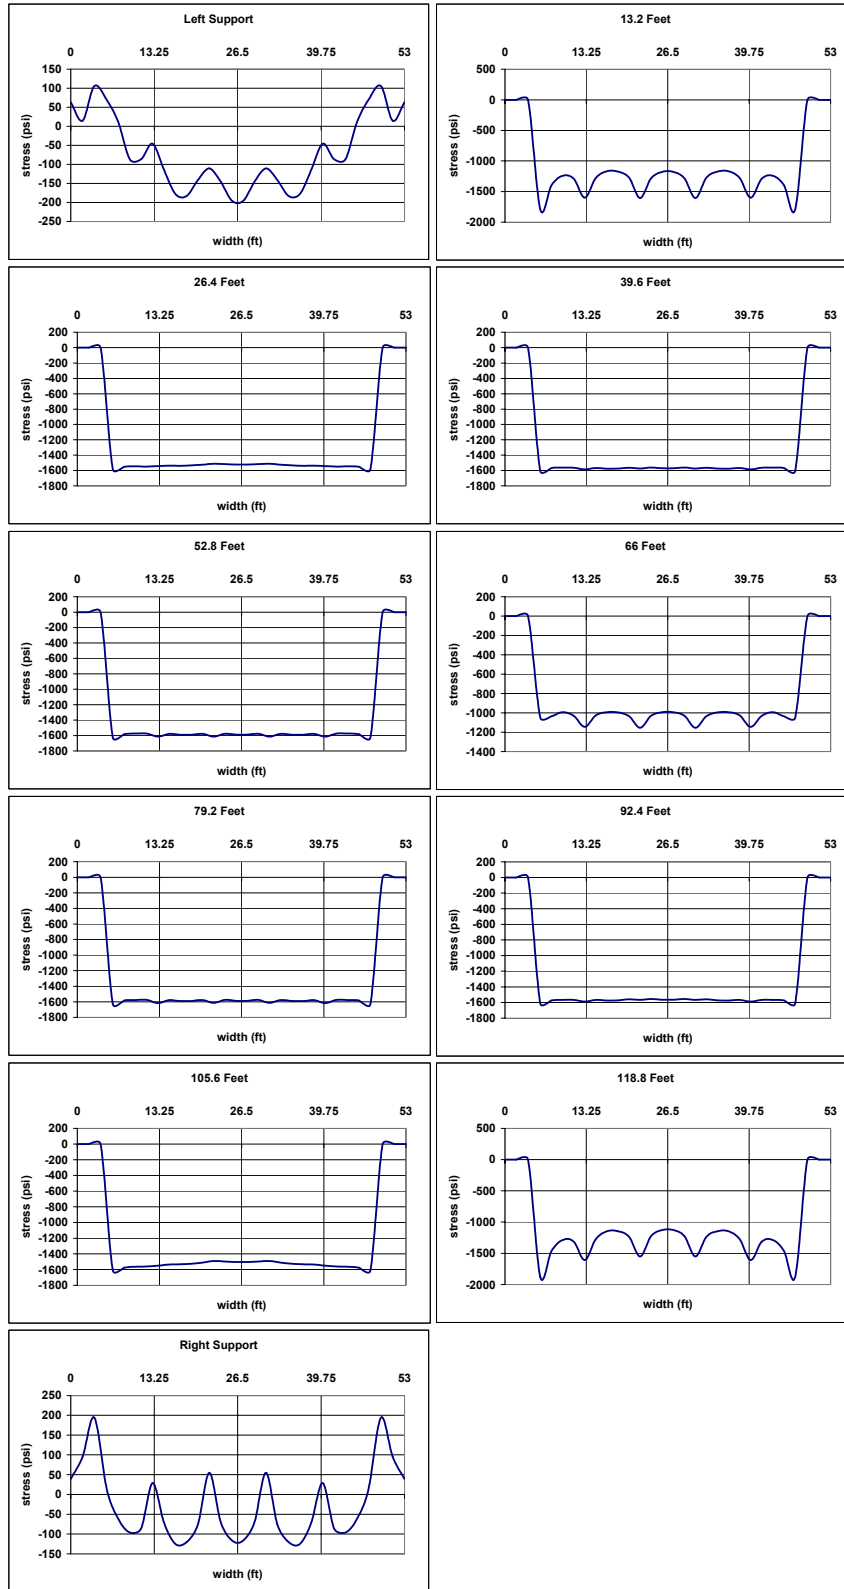 Left Support
0 13.25 26.5 39.75 53
150
100
50
0
-50
-100
-150
-200
-250
stress (psi)
width (ft)
13.2 Feet
0 13.25 26.5 39.75 53
500
0
-500
-1000
-1500
-2000
stress (psi)
width (ft)
26.4 Feet
0 13.25 26.5 39.75 53
200
0
-200
-400
-600
-800
-1000
-1200
-1400
-1600
-1800
stress (psi)
width (ft)
39.6 Feet
0 13.25 26.5 39.75 53
200
0
-200
-400
-600
-800
-1000
-1200
-1400
-1600
-1800
stress (psi)
width (ft)
52.8 Feet
0 13.25 26.5 39.75 53
200
0
-200
-400
-600
-800
-1000
-1200
-1400
-1600
-1800
stress (psi)
width (ft)
66 Feet
0 13.25 26.5 39.75 53
200
0
-200
-400
-600
-800
-1000
-1200
-1400
stress (psi)
width (ft)
79.2 Feet
0 13.25 26.5 39.75 53
200
0
-200
-400
-600
-800
-1000
-1200
-1400
-1600
-1800
stress (psi)
width (ft)
92.4 Feet
0 13.25 26.5 39.75 53
200
0
-200
-400
-600
-800
-1000
-1200
-1400
-1600
-1800
stress (psi)
width (ft)
105.6 Feet
0 13.25 26.5 39.75 53
200
0
-200
-400
-600
-800
-1000
-1200
-1400
-1600
-1800
stress (psi)
width (ft)
118.8 Feet
0 13.25 26.5 39.75 53
500
0
-500
-1000
-1500
-2000
stress (psi)
width (ft)
Right Support
0 13.25 26.5 39.75 53
250
200
150
100
50
0
-50
-100
-150
stress (psi)
width (ft)